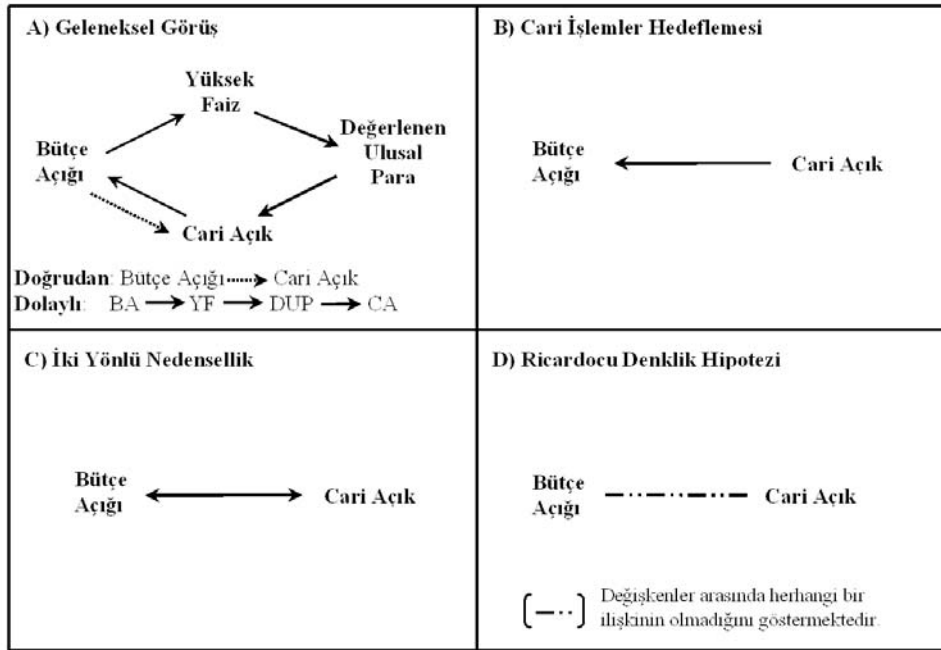 A) Geleneksel Görüş
Yüksek
Faiz
Değerlenen
Ulusal
Para
Bütçe
Açığı
Cari Açık
Doğrudan: Bütçe Açığı Cari Açık
Dolaylı: BA YF DUP CA
B) Cari İşlemler Hedeflemesi
Bütçe
Açığı
Cari Açık
C) İki Yönlü Nedensellik
Bütçe
Açığı
Cari Açık
D) Ricardocu Denklik Hipotezi
Bütçe
Açığı
Cari Açık
Değişkenler arasında herhangi bir
ilişkinin olmadığını göstermektedir.